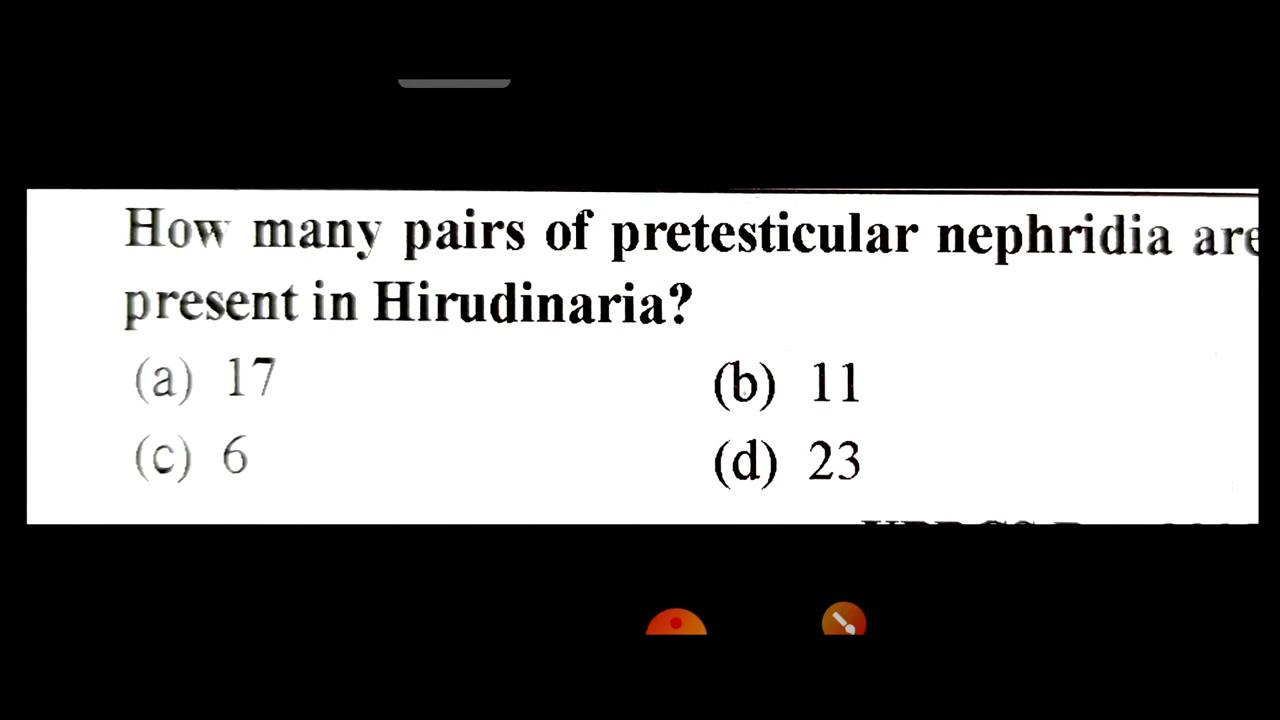 How many pairs of pretesticular nephridia are
present in Hirudinaria?
(a) 17 (b) 11
(c) 6 (d) 23